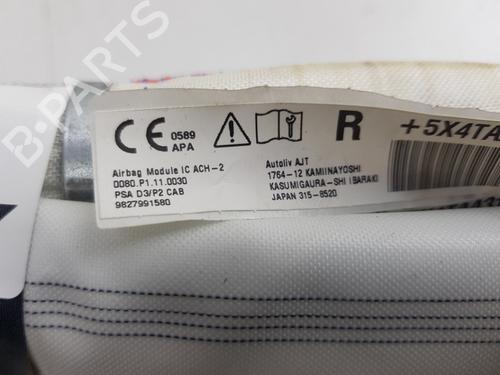 B-PARTS
CE 0589
APA
R
+5X4TA
Airbag Module IC ACH-2
D080.P1.11.0030
PSA D3/P2 CAB
9827991580
Autoliv AJT
1764-12 KAMIINAYOSHI
KASUMIGAURA-SHI IBARAKI
JAPAN 315-8520